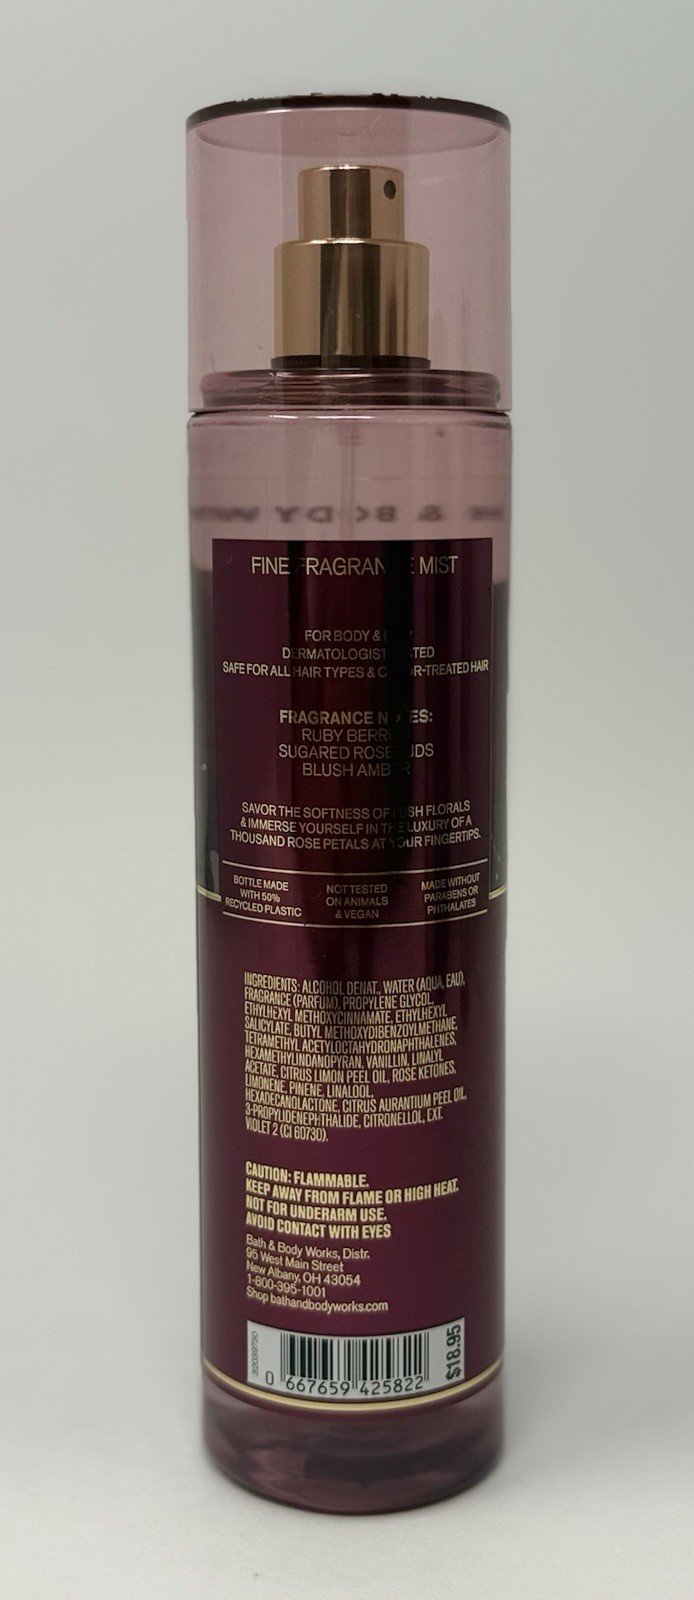 FINE FRAGRANCE MIST
FOR BODY & HAIR
DERMATOLOGIST TESTED
SAFE FOR ALL HAIR TYPES & COLOR-TREATED HAIR
FRAGRANCE NOTES:
RUBY BERRIES
SUGARED ROSEBUDS
BLUSH AMBER
SAVOR THE SOFTNESS OF LUSH FLORALS
& IMMERSE YOURSELF IN THE LUXURY OF A
THOUSAND ROSE PETALS AT YOUR FINGERTIPS.
BOTTLE MADE
WITH 50%
RECYCLED PLASTIC
NOT TESTED
ON ANIMALS
& VEGAN
MADE WITHOUT
PARABENS OR
PHTHALATES
INGREDIENTS: ALCOHOL DENAT., WATER (AQUA, EAU),
FRAGRANCE (PARFUM), PROPYLENE GLYCOL,
ETHYLHEXYL METHOXYCINNAMATE, ETHYLHEXYL
SALICYLATE, BUTYL METHOXYDIBENZOYLMETHANE,
TETRAMETHYL ACETYLOCTAHYDRONAPHTHALENES,
HEXAMETHYLINDANOPYRAN, VANILLIN, LINALYL
ACETATE, CITRUS LIMON PEEL OIL, ROSE KETONES,
LIMONENE, PINENE, LINALOOL,
HEXADECANOLACTONE, CITRUS AURANTIUM PEEL OIL,
3-PROPYLIDENEPHTHALIDE, CITRONELLOL, EXT.
VIOLET 2 (CI 60730).
CAUTION: FLAMMABLE.
KEEP AWAY FROM FLAME OR HIGH HEAT.
NOT FOR UNDERARM USE.
AVOID CONTACT WITH EYES
Bath & Body Works, Distr.
95 West Main Street
New Albany, OH 43054
1-800-395-1001
Shop bathandbodyworks.com
0 667659 425822
$18.95